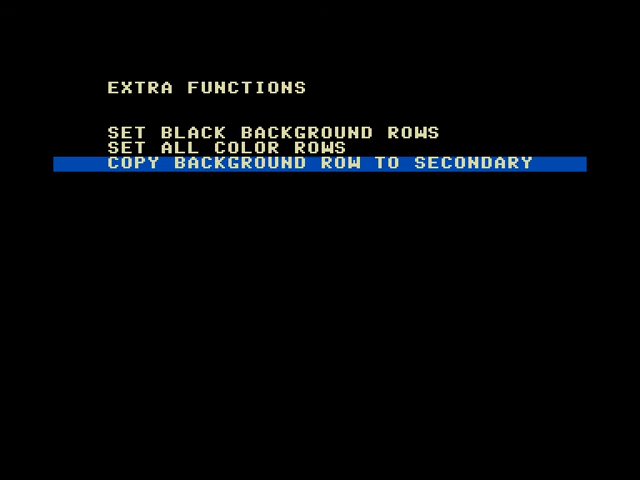 EXTRA FUNCTIONS
SET BLACK BACKGROUND ROWS
SET ALL COLOR ROWS
COPY BACKGROUND ROW TO SECONDARY